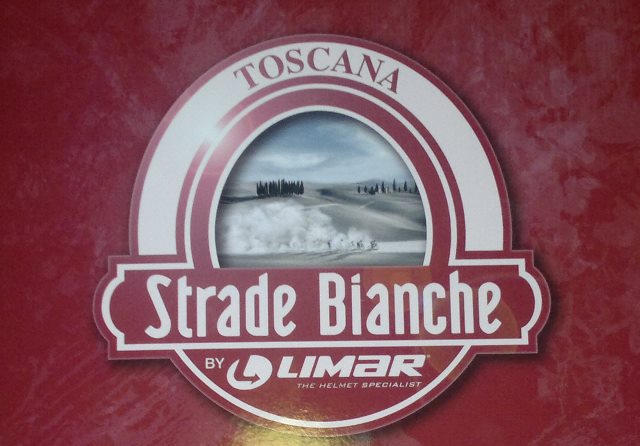 TOSCANA
Strade Bianche
BY LIMAR
THE HELMET SPECIALIST